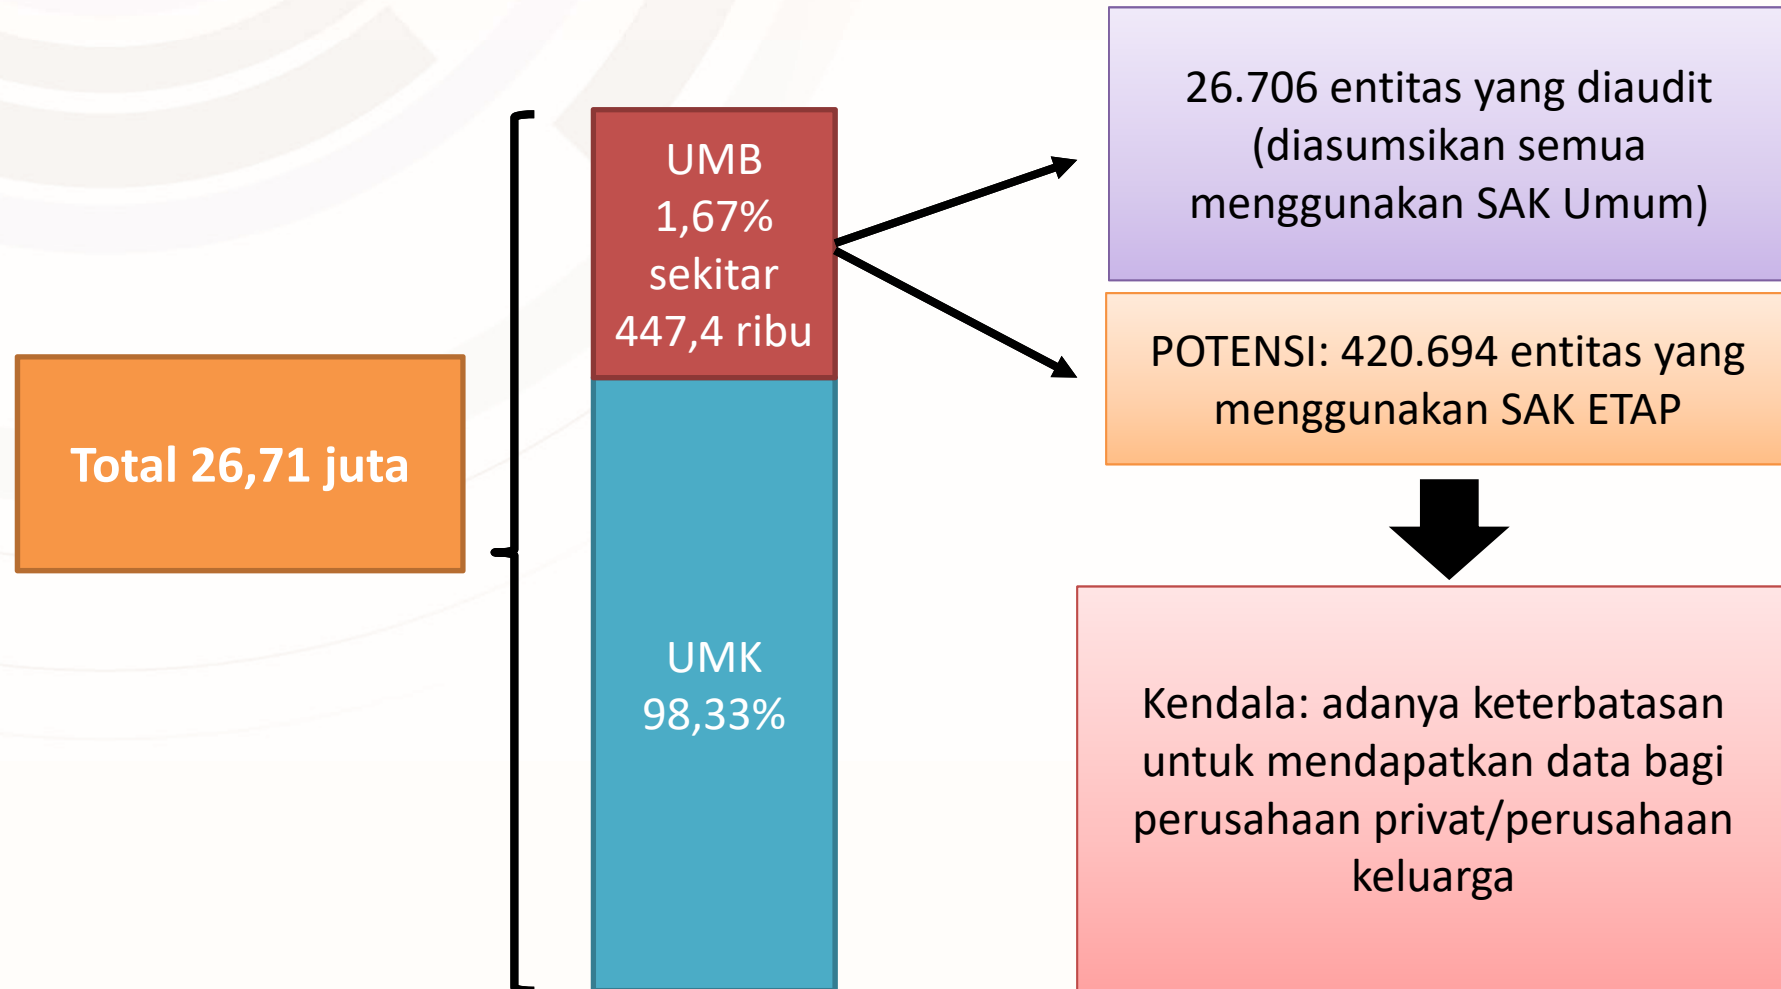 Total 26,71 juta
UMB
1,67%
sekitar
447,4 ribu
UMK
98,33%
26.706 entitas yang diaudit
(diasumsikan semua
menggunakan SAK Umum)
POTENSI: 420.694 entitas yang
menggunakan SAK ETAP
Kendala: adanya keterbatasan
untuk mendapatkan data bagi
perusahaan privat/perusahaan
keluarga